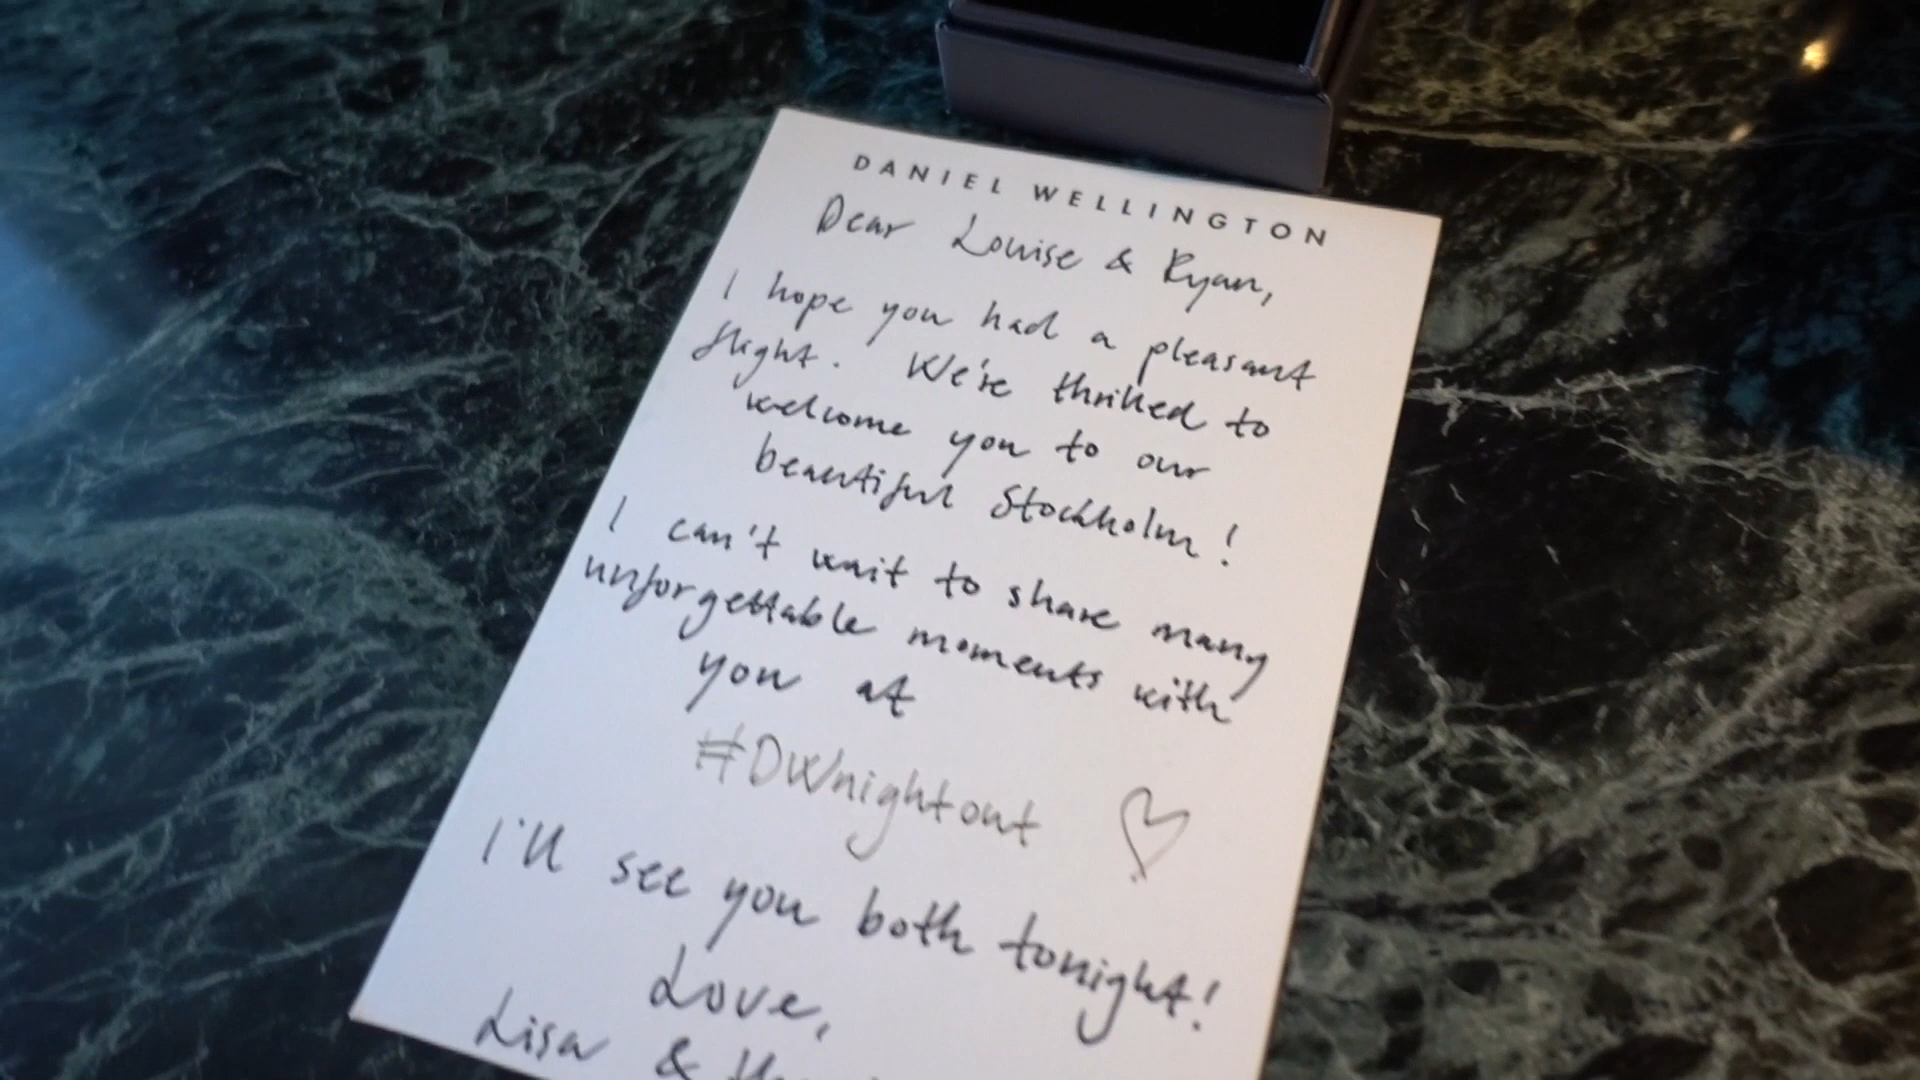 DANIEL WELLINGTON
Dear Louise & Ryan,
I hope you had a pleasant
flight. We're thrilled to
welcome you to our
beautiful Stockholm!
I can't wait to share many
unforgettable moments with
you at
#DWnightout
I'll see you both tonight!
Love,
Lisa &